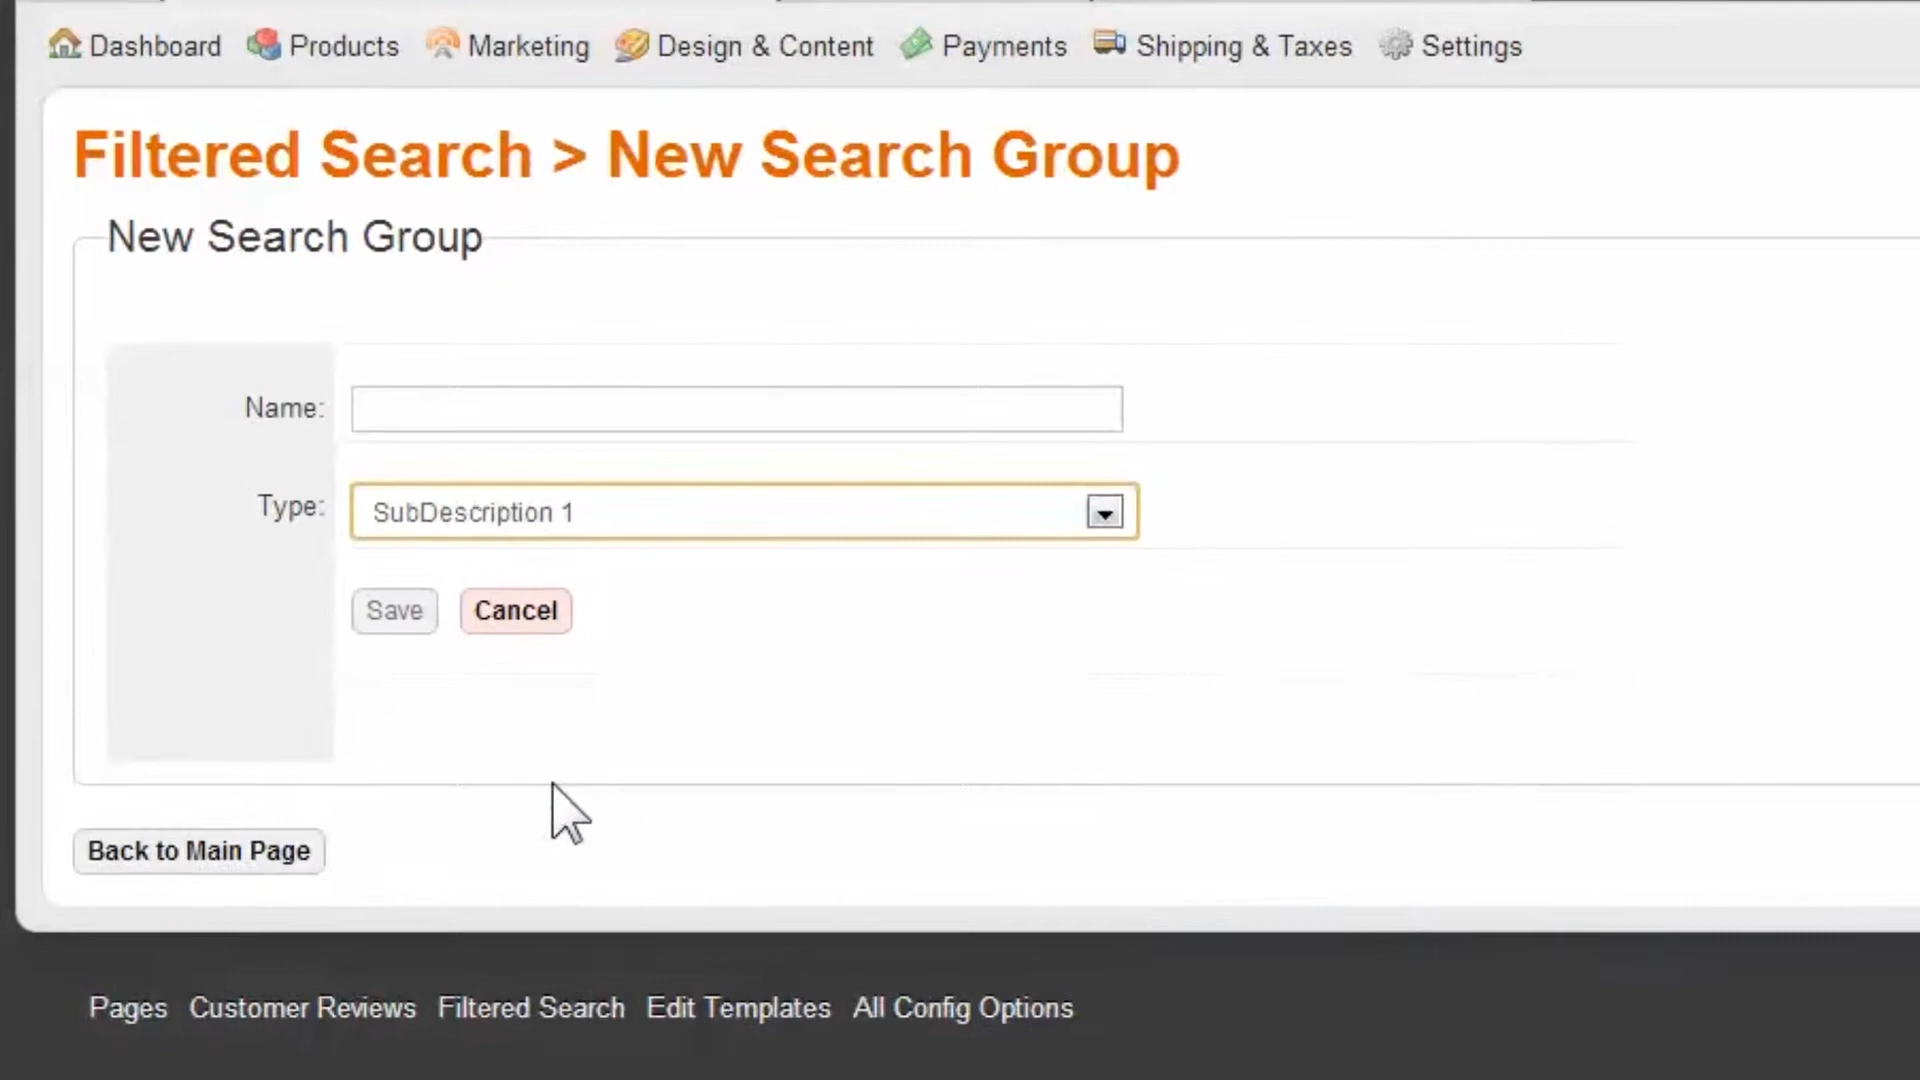 Dashboard Products Marketing Design & Content Payments Shipping & Taxes Settings
Filtered Search > New Search Group
New Search Group
Name:
Type: SubDescription 1
Save Cancel
Back to Main Page
Pages Customer Reviews Filtered Search Edit Templates All Config Options